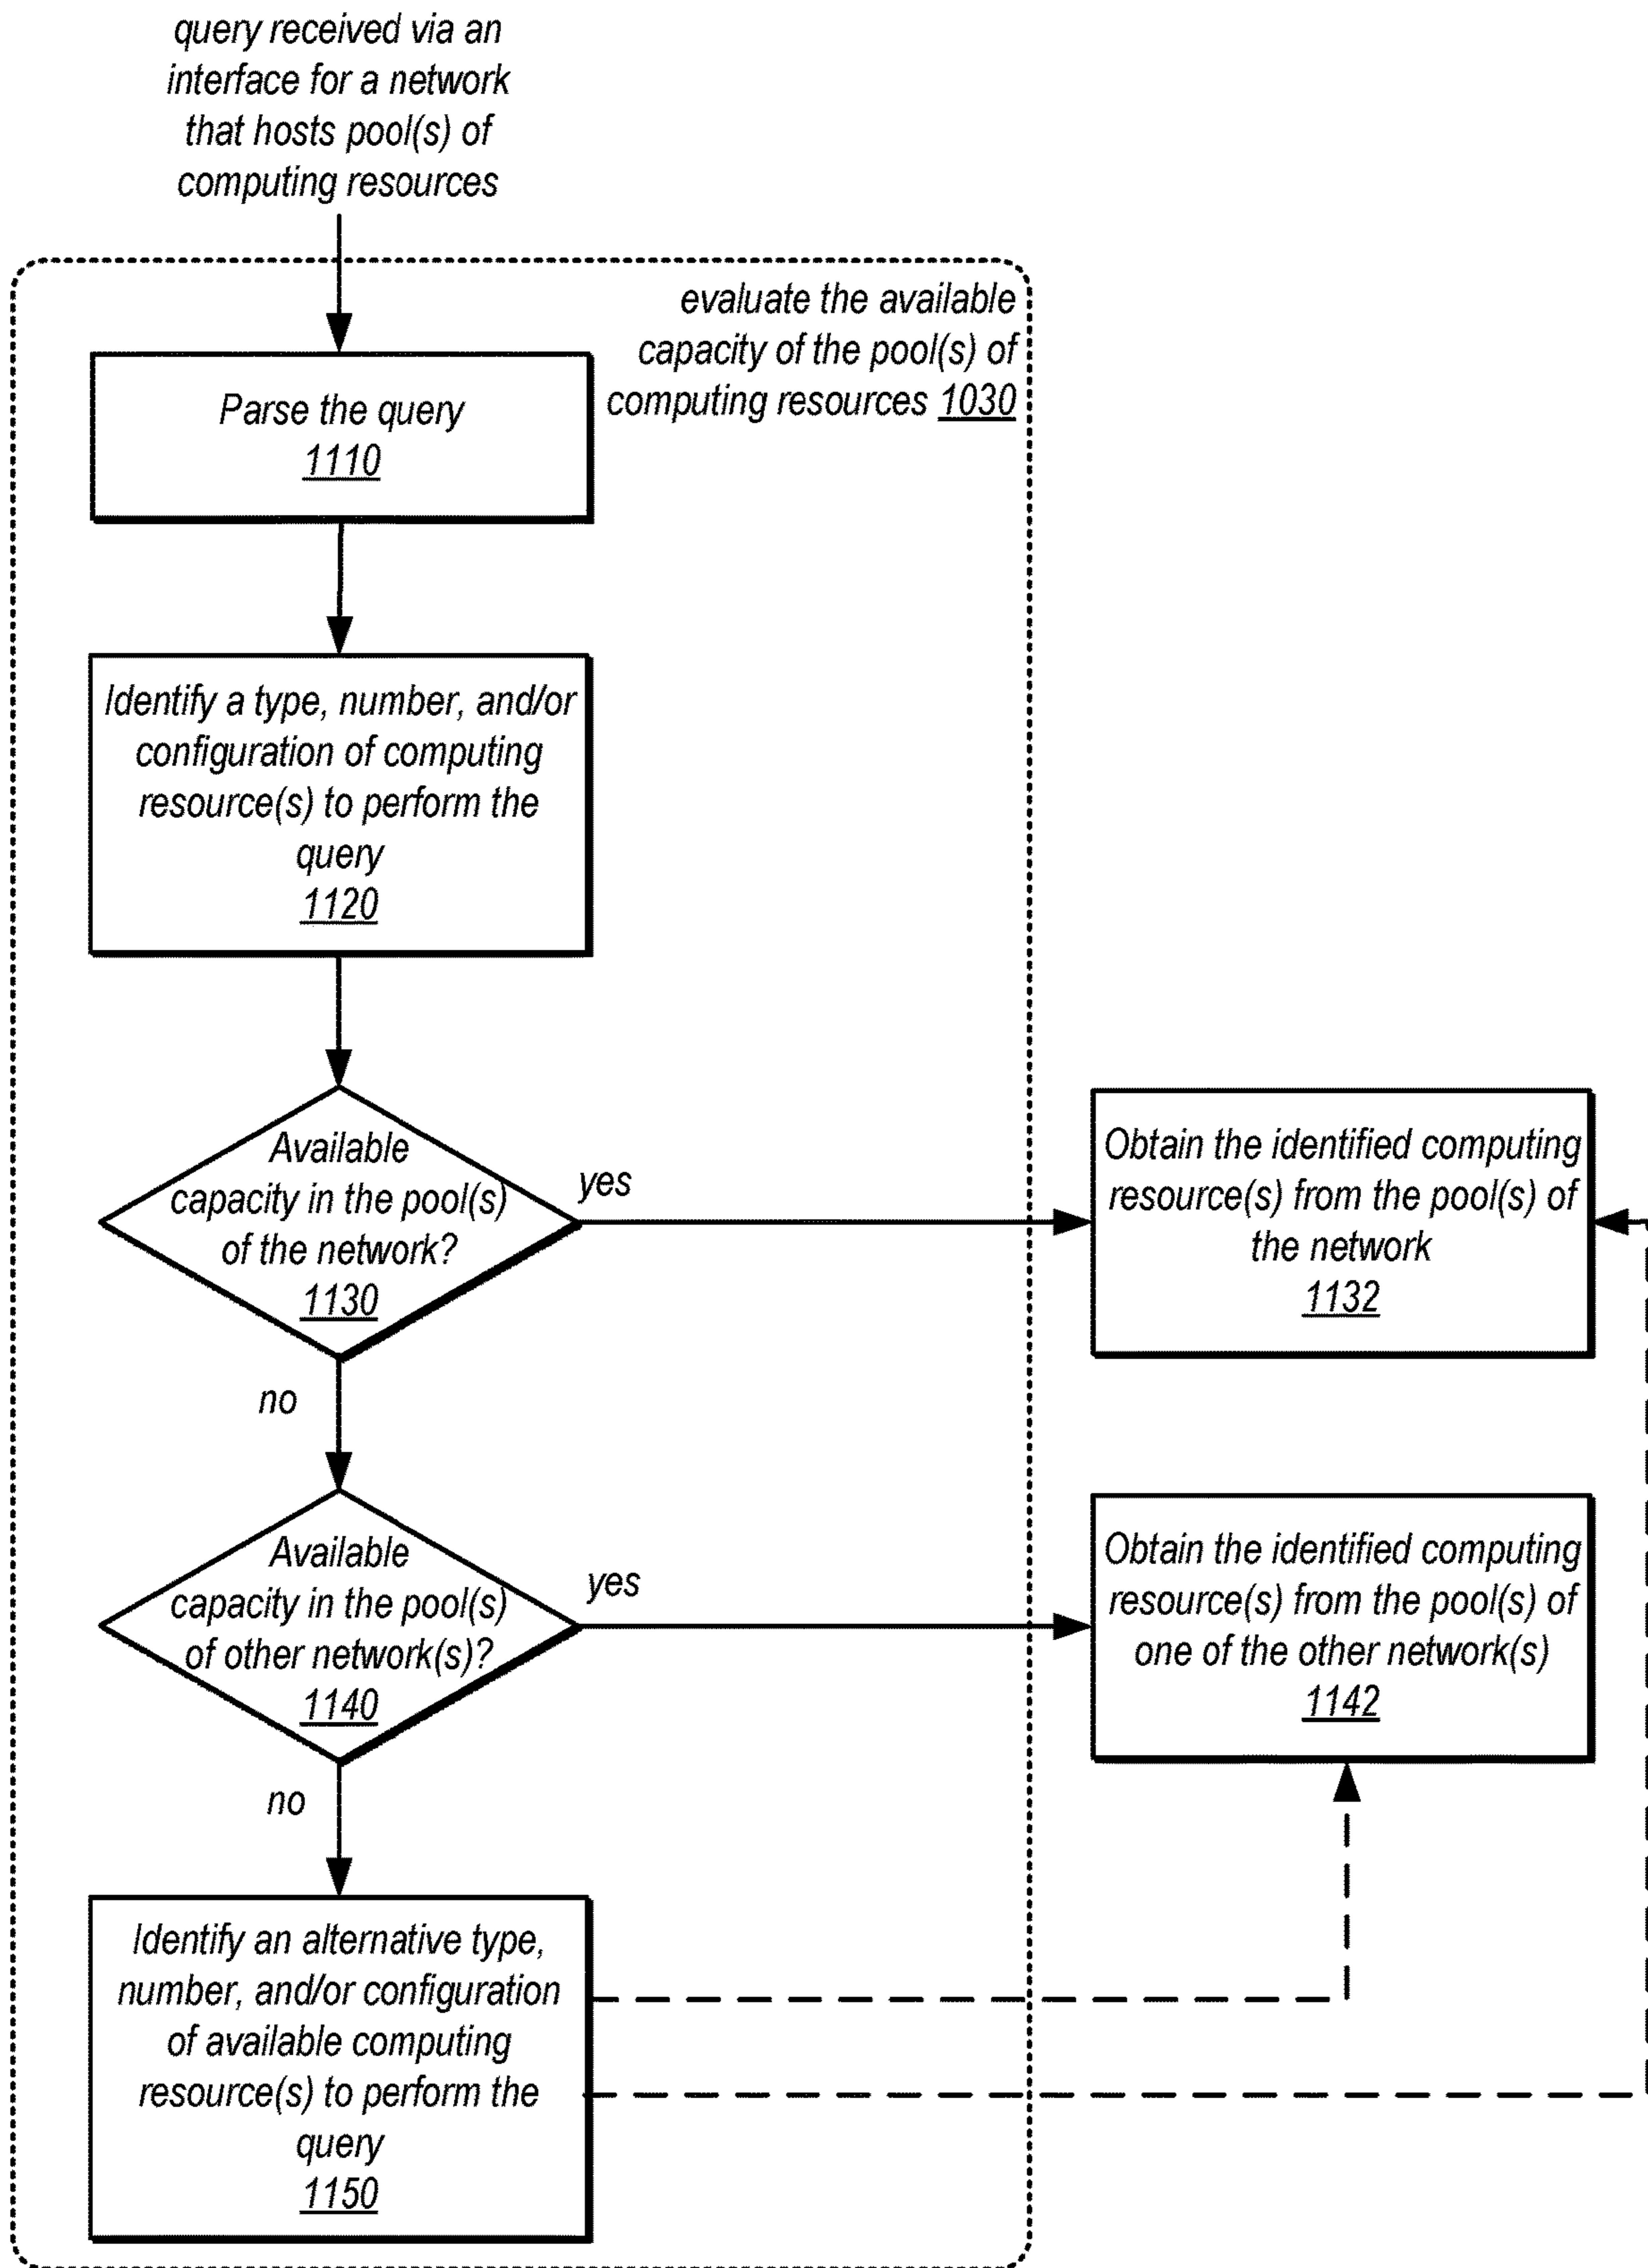 query received via an
interface for a network
that hosts pool(s) of
computing resources
evaluate the available
capacity of the pool(s) of
computing resources 1030
Parse the query
1110
Identify a type, number, and/or
configuration of computing
resource(s) to perform the
query
1120
Available
capacity in the pool(s)
of the network?
1130
yes
Obtain the identified computing
resource(s) from the pool(s) of
the network
1132
no
Available
capacity in the pool(s)
of other network(s)?
1140
yes
Obtain the identified computing
resource(s) from the pool(s) of
one of the other network(s)
1142
no
Identify an alternative type,
number, and/or configuration
of available computing
resource(s) to perform the
query
1150